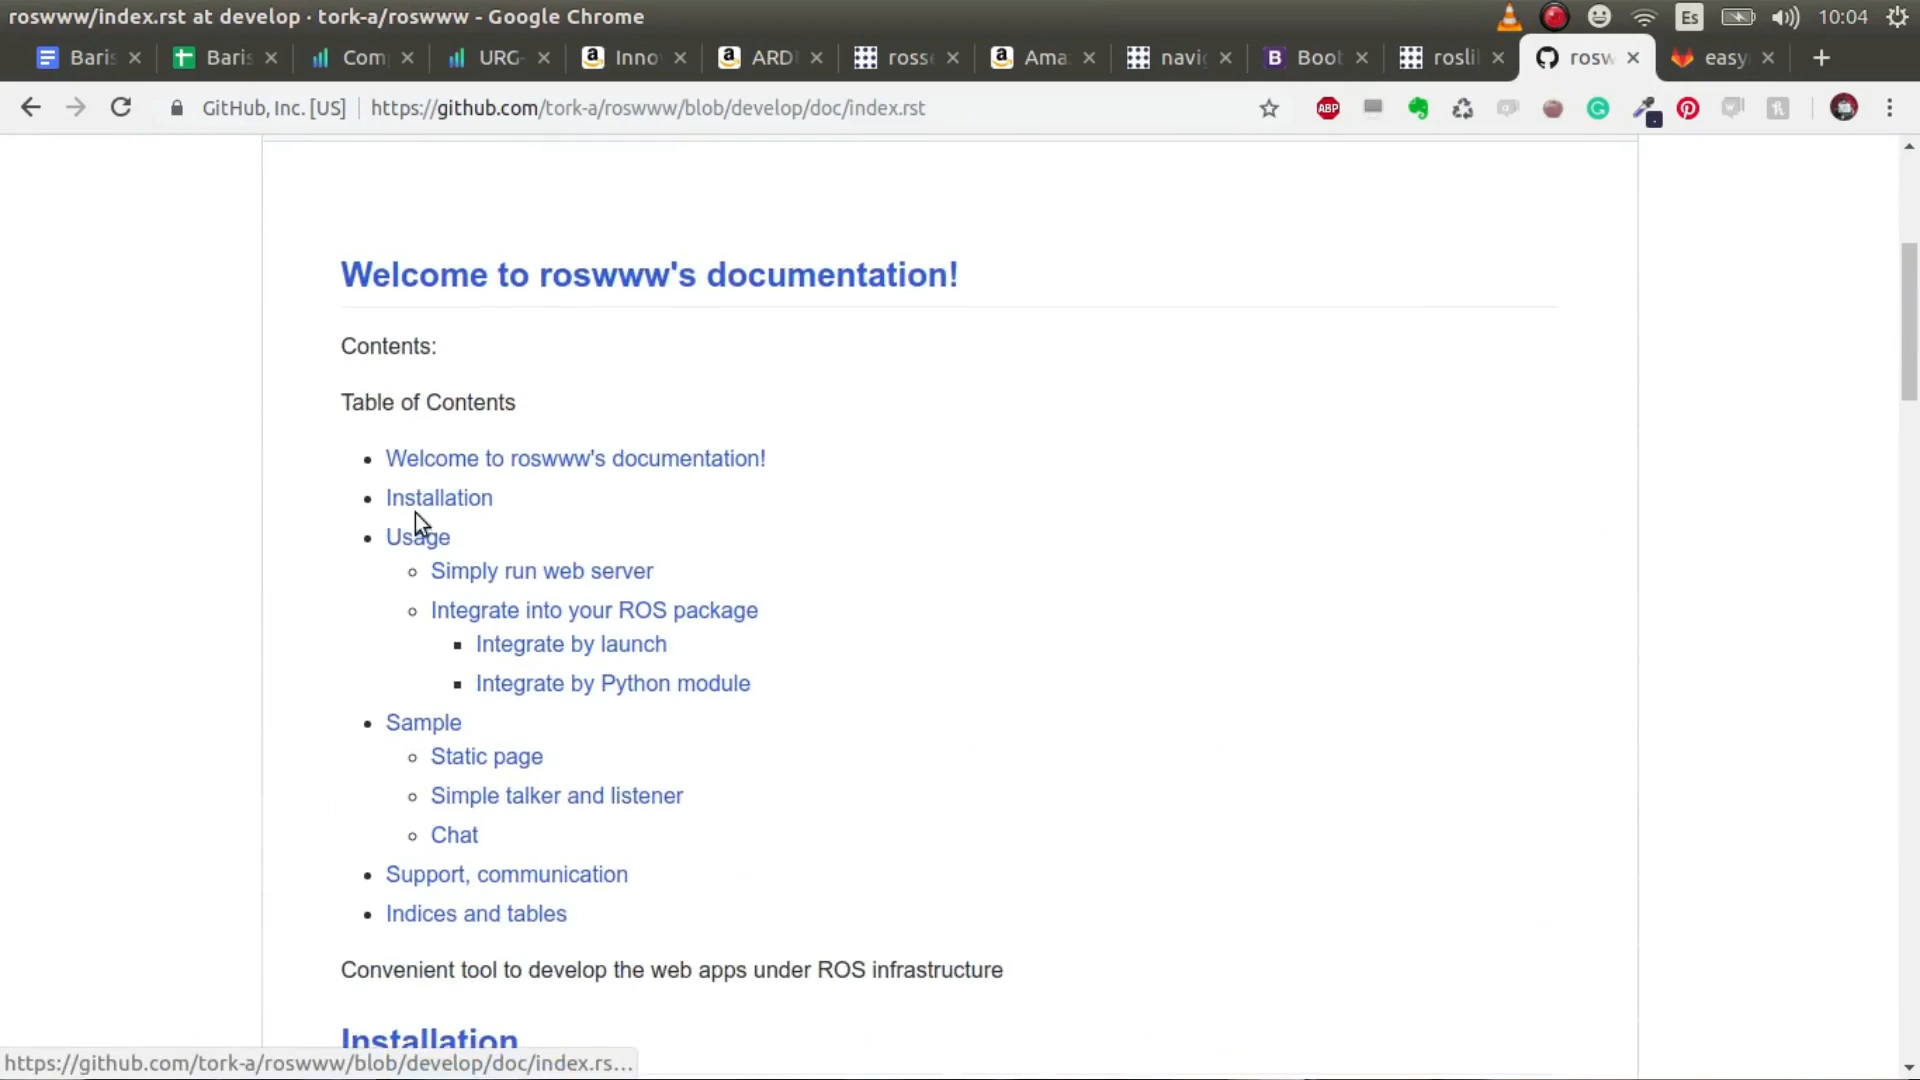 roswww/index.rst at develop · tork-a/roswww - Google Chrome
Es
10:04
Baris
Baris
Com
URG-
Inno
ARD
ross
Ama
navi
Boot
rosli
rosw
easy
GitHub, Inc. [US]
https://github.com/tork-a/roswww/blob/develop/doc/index.rst
ABP
Welcome to roswww's documentation!
Contents:
Table of Contents
Welcome to roswww's documentation!
Installation
Usage
Simply run web server
Integrate into your ROS package
Integrate by launch
Integrate by Python module
Sample
Static page
Simple talker and listener
Chat
Support, communication
Indices and tables
Convenient tool to develop the web apps under ROS infrastructure
Installation
https://github.com/tork-a/roswww/blob/develop/doc/index.rs...